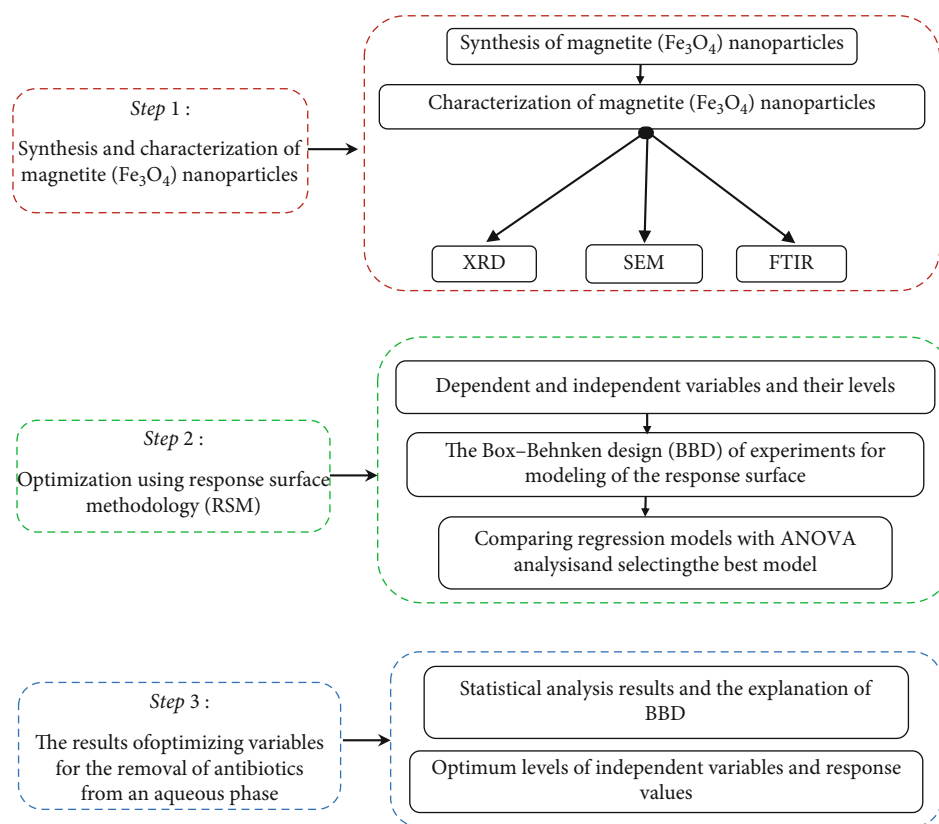 Step 1 :
Synthesis and characterization of
magnetite (Fe₃O₄) nanoparticles
Synthesis of magnetite (Fe₃O₄) nanoparticles
Characterization of magnetite (Fe₃O₄) nanoparticles
XRD
SEM
FTIR
Step 2 :
Optimization using response surface
methodology (RSM)
Dependent and independent variables and their levels
The Box–Behnken design (BBD) of experiments for
modeling of the response surface
Comparing regression models with ANOVA
analysisand selectingthe best model
Step 3 :
The results ofoptimizing variables
for the removal of antibiotics
from an aqueous phase
Statistical analysis results and the explanation of
BBD
Optimum levels of independent variables and response
values